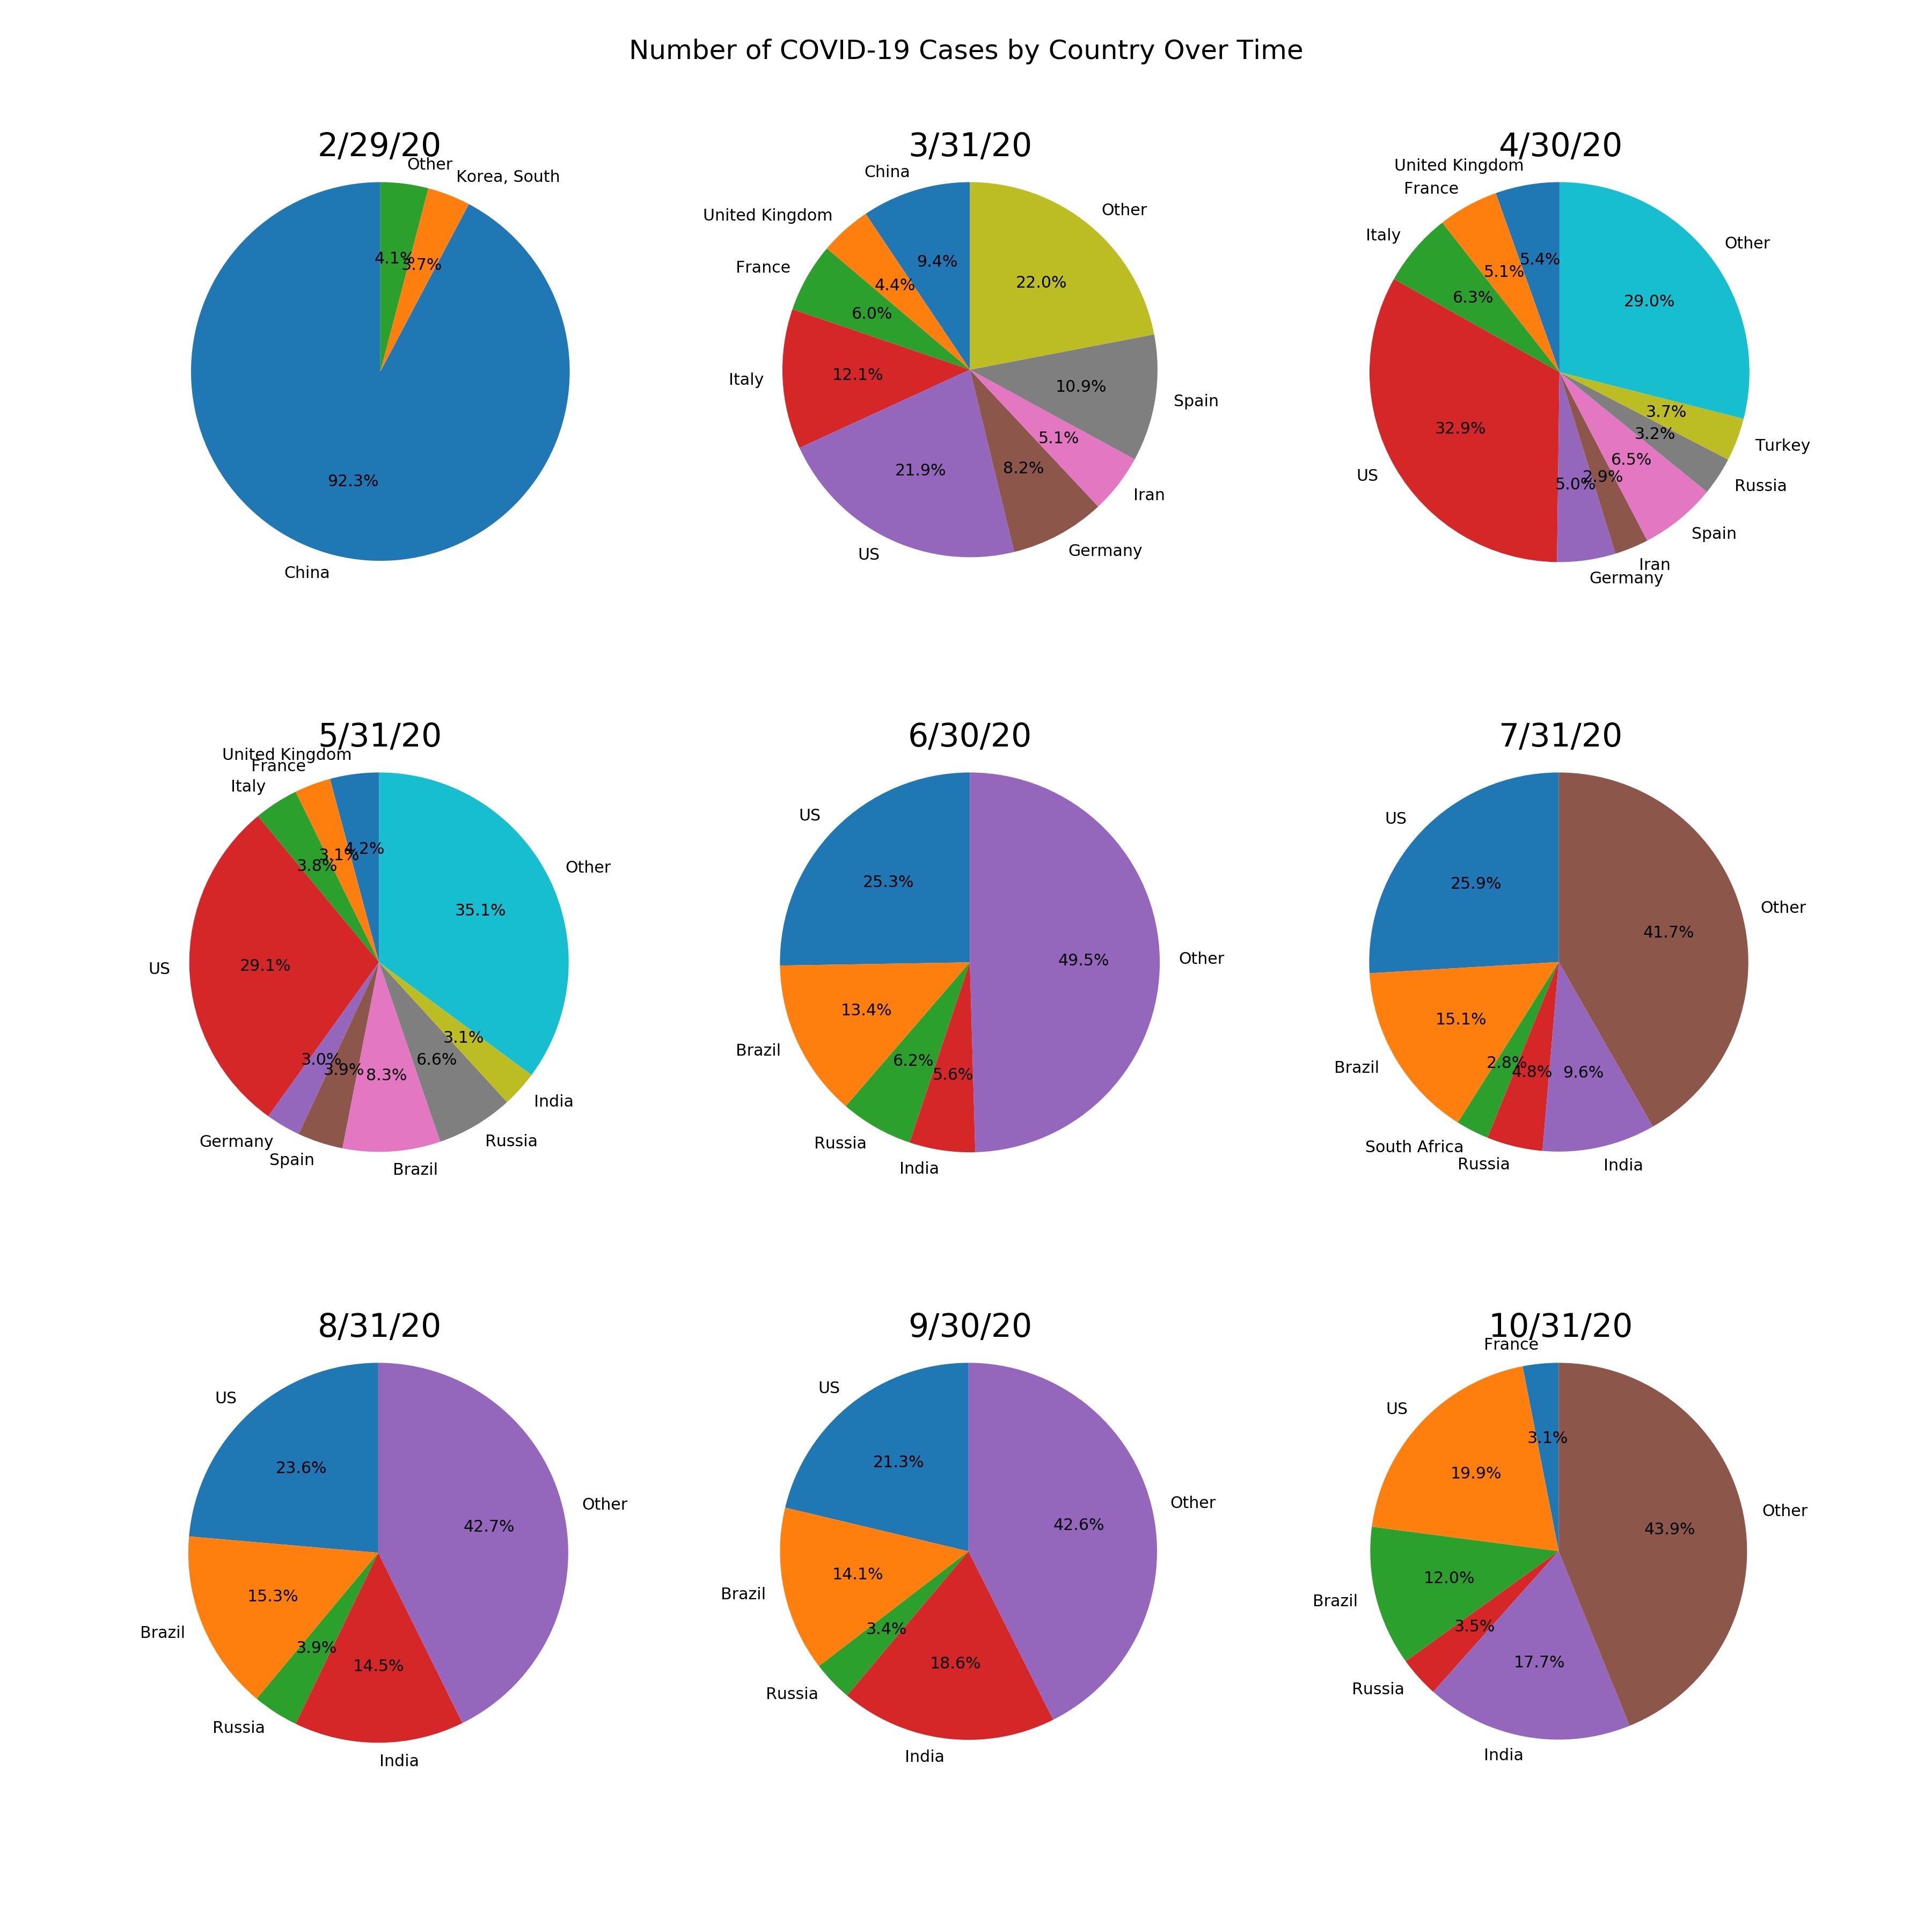 Number of COVID-19 Cases by Country Over Time
2/29/20
Other
Korea, South
4.1%
3.7%
92.3%
China
3/31/20
China
United Kingdom
Other
France
9.4%
22.0%
4.4%
6.0%
Italy
12.1%
10.9%
Spain
5.1%
21.9%
8.2%
Iran
US
Germany
4/30/20
United Kingdom
France
Italy
Other
5.4%
5.1%
6.3%
29.0%
3.7%
32.9%
3.2%
Turkey
6.5%
US
2.9%
5.0%
Russia
Spain
Iran
Germany
5/31/20
United Kingdom
France
Italy
4.2%
3.1%
3.8%
Other
35.1%
US
29.1%
3.1%
3.0%
3.9%
8.3%
6.6%
India
Germany
Spain
Russia
Brazil
6/30/20
US
25.3%
49.5%
Other
13.4%
Brazil
6.2%
5.6%
Russia
India
7/31/20
US
25.9%
Other
41.7%
15.1%
Brazil
2.8%
4.8%
9.6%
South Africa
Russia
India
8/31/20
US
23.6%
Other
42.7%
15.3%
Brazil
3.9%
14.5%
Russia
India
9/30/20
US
21.3%
Other
42.6%
14.1%
Brazil
3.4%
18.6%
Russia
India
10/31/20
France
US
3.1%
19.9%
Other
43.9%
12.0%
Brazil
3.5%
17.7%
Russia
India